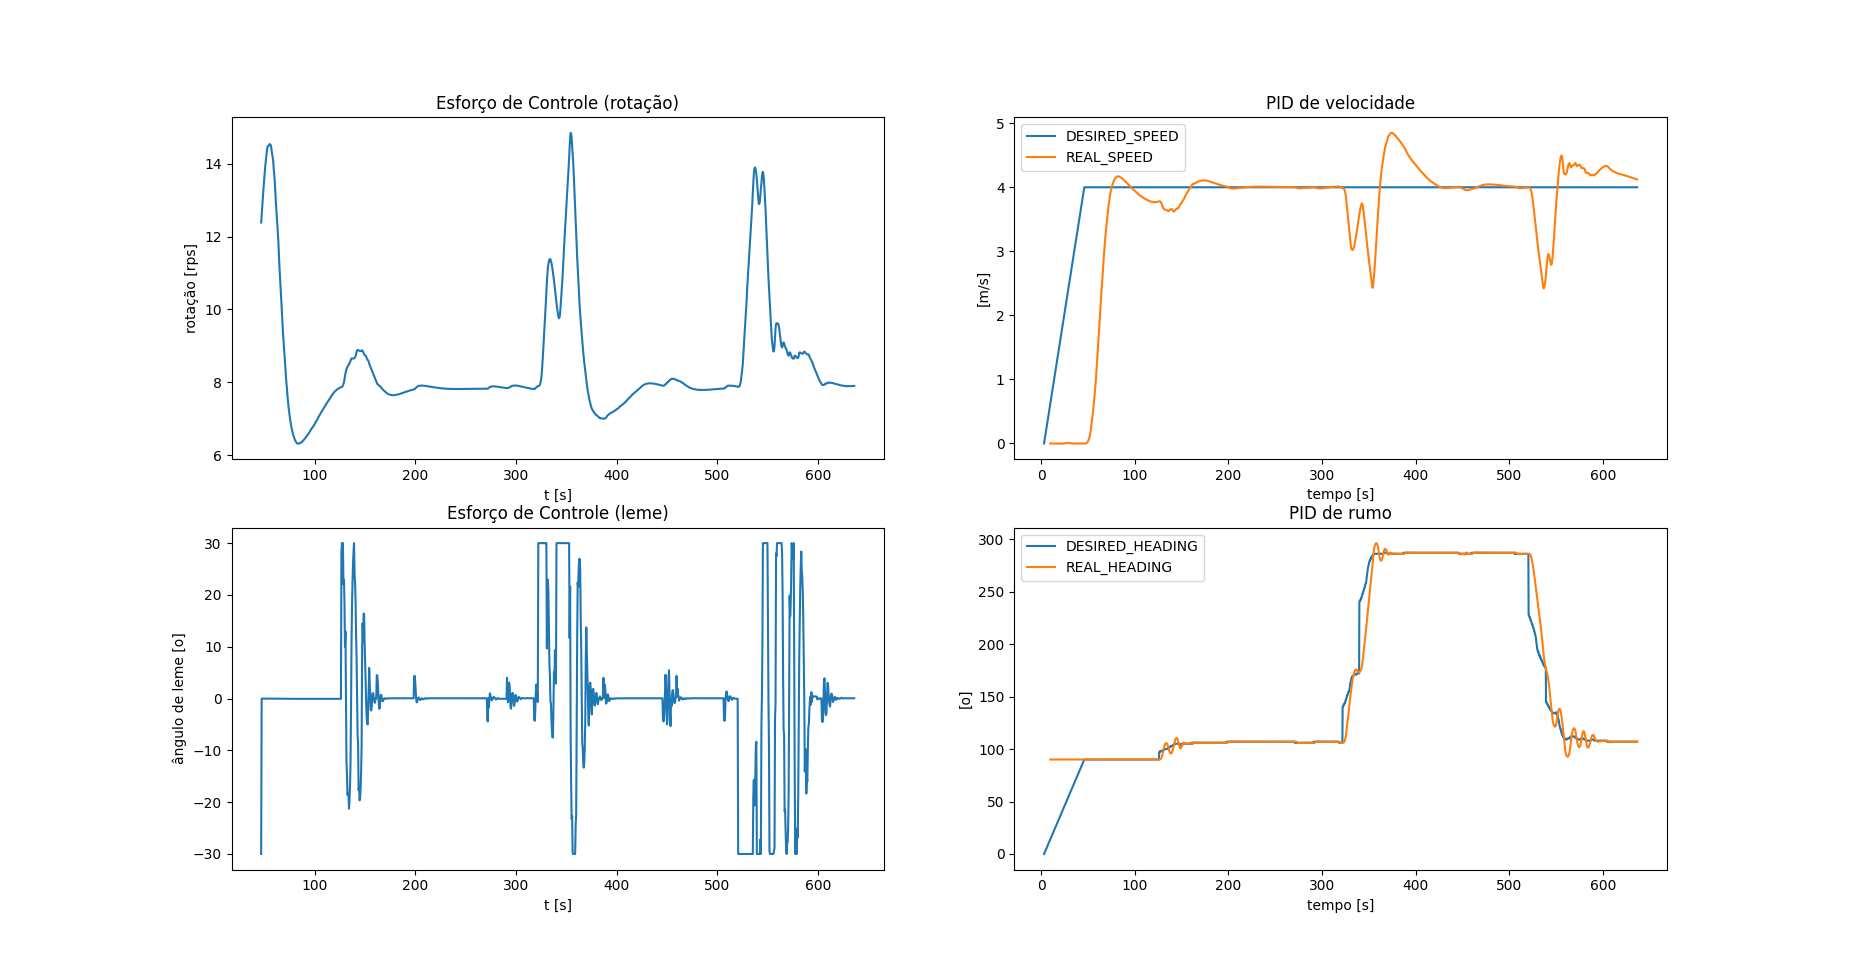 Esforço de Controle (rotação)
rotação [rps]
14
12
10
8
6
100 200 300 400 500 600
t [s]
PID de velocidade
DESIRED_SPEED
REAL_SPEED
[m/s]
5
4
3
2
1
0
0 100 200 300 400 500 600
tempo [s]
Esforço de Controle (leme)
ângulo de leme [o]
30
20
10
0
−10
−20
−30
100 200 300 400 500 600
t [s]
PID de rumo
DESIRED_HEADING
REAL_HEADING
[o]
300
250
200
150
100
50
0
0 100 200 300 400 500 600
tempo [s]